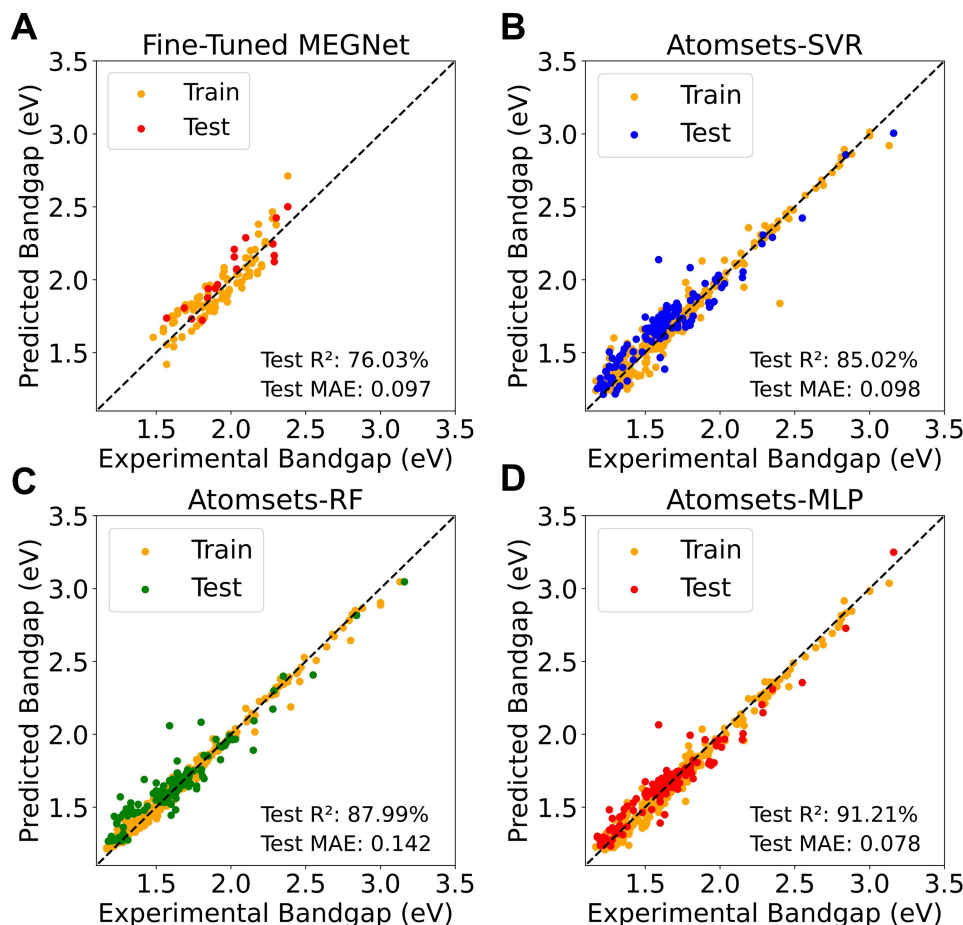 A
Fine-Tuned MEGNet
3.5
3.0
2.5
2.0
1.5
Predicted Bandgap (eV)
Train
Test
Test R²: 76.03%
Test MAE: 0.097
1.5 2.0 2.5 3.0 3.5
Experimental Bandgap (eV)
B
Atomsets-SVR
3.5
3.0
2.5
2.0
1.5
Predicted Bandgap (eV)
Train
Test
Test R²: 85.02%
Test MAE: 0.098
1.5 2.0 2.5 3.0 3.5
Experimental Bandgap (eV)
C
Atomsets-RF
3.5
3.0
2.5
2.0
1.5
Predicted Bandgap (eV)
Train
Test
Test R²: 87.99%
Test MAE: 0.142
1.5 2.0 2.5 3.0 3.5
Experimental Bandgap (eV)
D
Atomsets-MLP
3.5
3.0
2.5
2.0
1.5
Predicted Bandgap (eV)
Train
Test
Test R²: 91.21%
Test MAE: 0.078
1.5 2.0 2.5 3.0 3.5
Experimental Bandgap (eV)